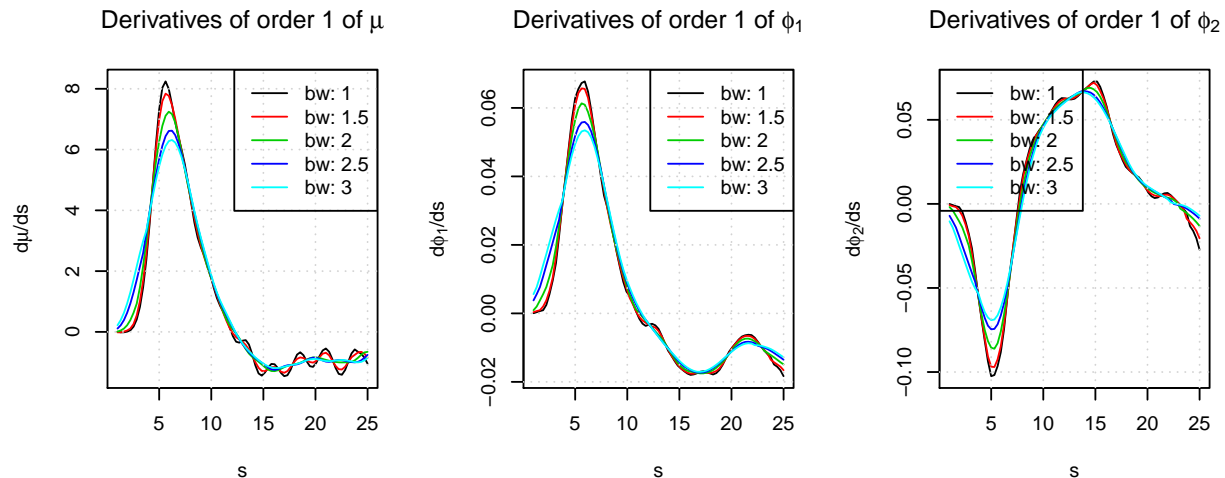 Derivatives of order 1 of μ
8
6
4
2
0
dμ/ds
5 10 15 20 25
s
bw: 1
bw: 1.5
bw: 2
bw: 2.5
bw: 3
Derivatives of order 1 of ϕ₁
0.06
0.04
0.02
0.00
−0.02
dϕ₁/ds
5 10 15 20 25
s
bw: 1
bw: 1.5
bw: 2
bw: 2.5
bw: 3
Derivatives of order 1 of ϕ₂
0.05
0.00
−0.05
−0.10
dϕ₂/ds
5 10 15 20 25
s
bw: 1
bw: 1.5
bw: 2
bw: 2.5
bw: 3